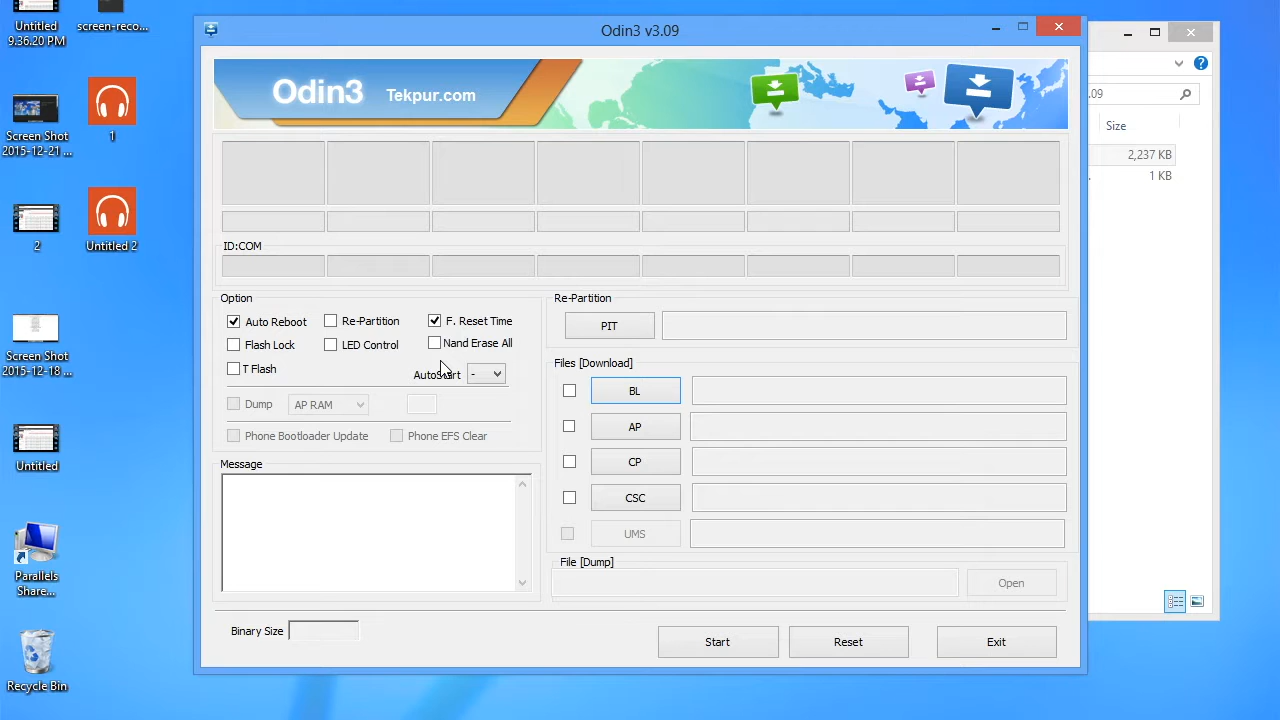 Untitled
9.36.20 PM
screen-reco...
Screen Shot
2015-12-21 ...
1
2
Untitled 2
Screen Shot
2015-12-18 ...
Untitled
Parallels
Share...
Recycle Bin
Odin3 v3.09
Odin3 Tekpur.com
ID:COM
Option
Auto Reboot
Re-Partition
F. Reset Time
Flash Lock
LED Control
Nand Erase All
T Flash
-
Dump
AP RAM
Phone Bootloader Update
Phone EFS Clear
Message
Re-Partition
PIT
Files [Download]
BL
AP
CP
CSC
UMS
File [Dump]
Open
Binary Size
Start
Reset
Exit
.09
Size
2,237 KB
1 KB